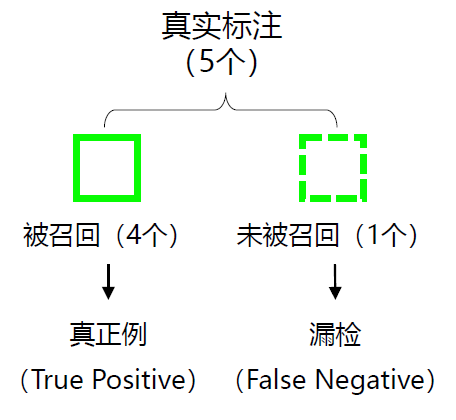 真实标注
（5个）
被召回（4个）
未被召回（1个）
真正例
漏检
（True Positive）
（False Negative）